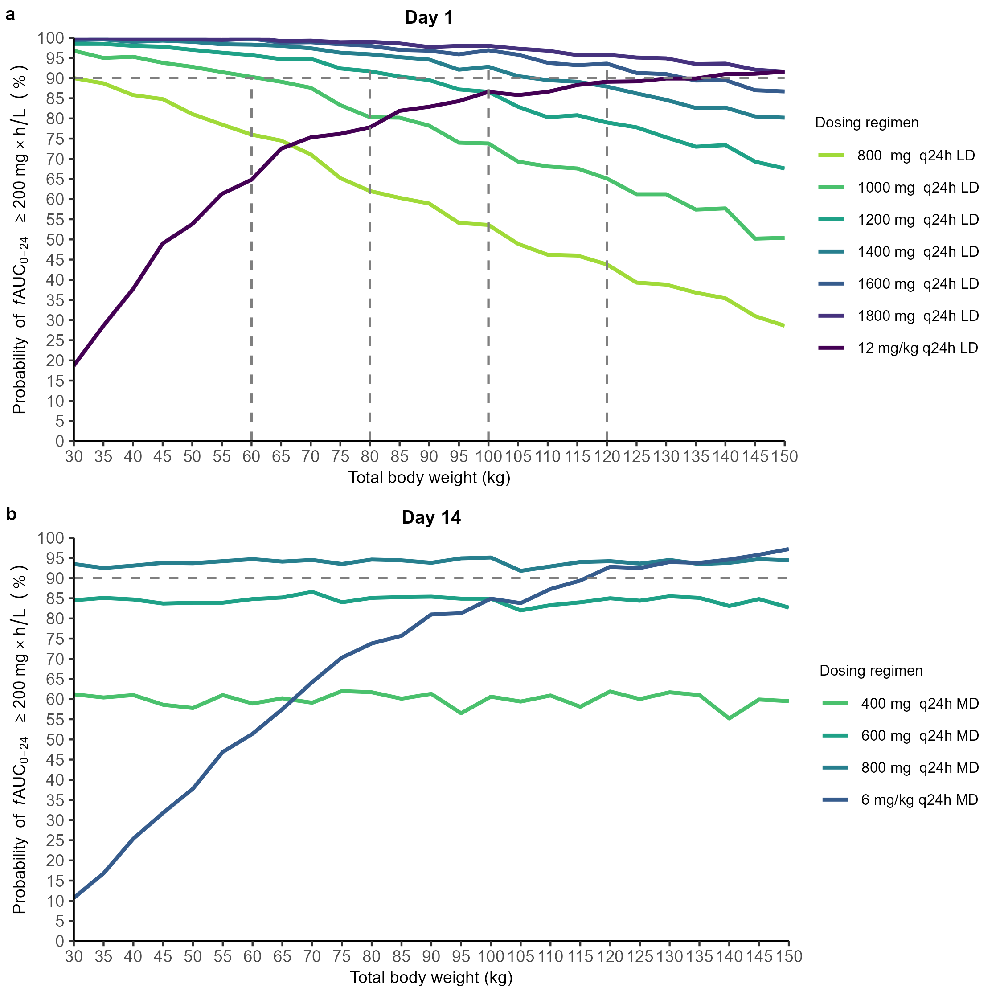 a
Day 1
Probability of fAUC0−24 ≥ 200 mg × h/L ( % )
100
95
90
85
80
75
70
65
60
55
50
45
40
35
30
25
20
15
10
5
0
30 35 40 45 50 55 60 65 70 75 80 85 90 95 100 105 110 115 120 125 130 135 140 145 150
Total body weight (kg)
Dosing regimen
800 mg q24h LD
1000 mg q24h LD
1200 mg q24h LD
1400 mg q24h LD
1600 mg q24h LD
1800 mg q24h LD
12 mg/kg q24h LD
b
Day 14
Probability of fAUC0−24 ≥ 200 mg × h/L ( % )
100
95
90
85
80
75
70
65
60
55
50
45
40
35
30
25
20
15
10
5
0
30 35 40 45 50 55 60 65 70 75 80 85 90 95 100 105 110 115 120 125 130 135 140 145 150
Total body weight (kg)
Dosing regimen
400 mg q24h MD
600 mg q24h MD
800 mg q24h MD
6 mg/kg q24h MD